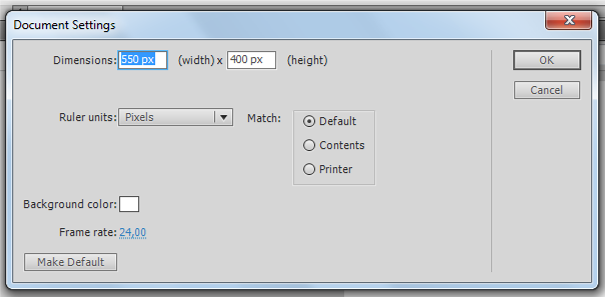 Document Settings
Dimensions: 550 px (width) x 400 px (height)
OK
Cancel
Ruler units: Pixels Match: Default
Contents
Printer
Background color:
Frame rate: 24,00
Make Default